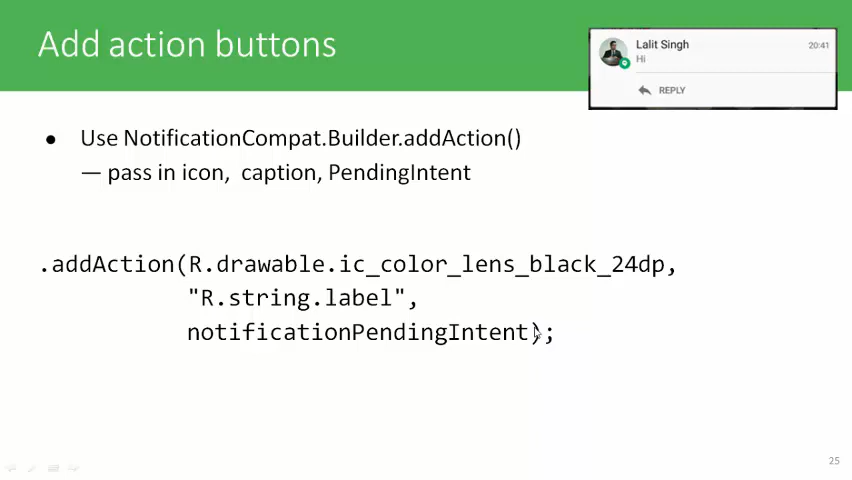 Add action buttons
Lalit Singh
20:41
Hi
REPLY
● Use NotificationCompat.Builder.addAction()
— pass in icon, caption, PendingIntent
.addAction(R.drawable.ic_color_lens_black_24dp,
"R.string.label",
notificationPendingIntent);
25